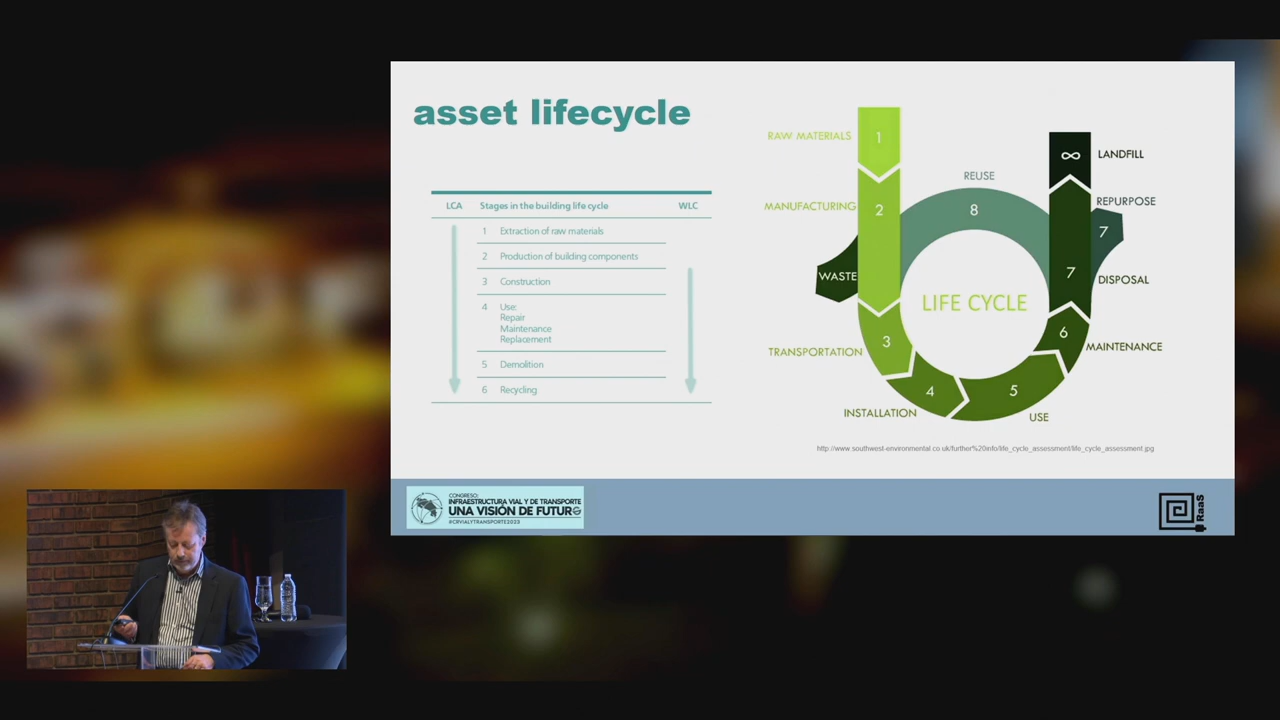 asset lifecycle
LCA Stages in the building life cycle WLC
1 Extraction of raw materials
2 Production of building components
3 Construction
4 Use:
Repair
Maintenance
Replacement
5 Demolition
6 Recycling
RAW MATERIALS 1
MANUFACTURING 2
WASTE
TRANSPORTATION 3
INSTALLATION 4
5 USE
6 MAINTENANCE
7 DISPOSAL
7 REPURPOSE
REUSE 8
∞ LANDFILL
LIFE CYCLE
http://www.southwest-environmental.co.uk/further%20info/life_cycle_assessment/life_cycle_assessment.jpg
CONGRESO:
INFRAESTRUCTURA VIAL Y DE TRANSPORTE
UNA VISIÓN DE FUTURO
#CRVIALYTRANSPORTE2023
RaaS